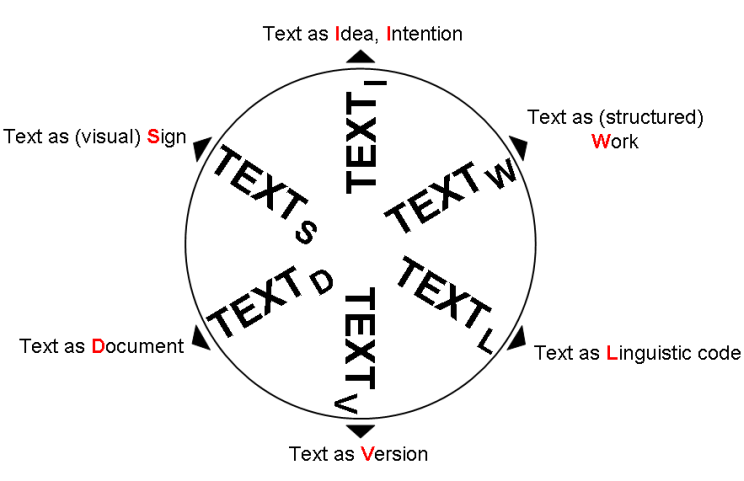 Text as Idea, Intention
Text as (structured)
Work
Text as (visual) Sign
TEXT I
TEXT S
TEXT W
TEXT D
TEXT V
TEXT L
Text as Document
Text as Linguistic code
Text as Version